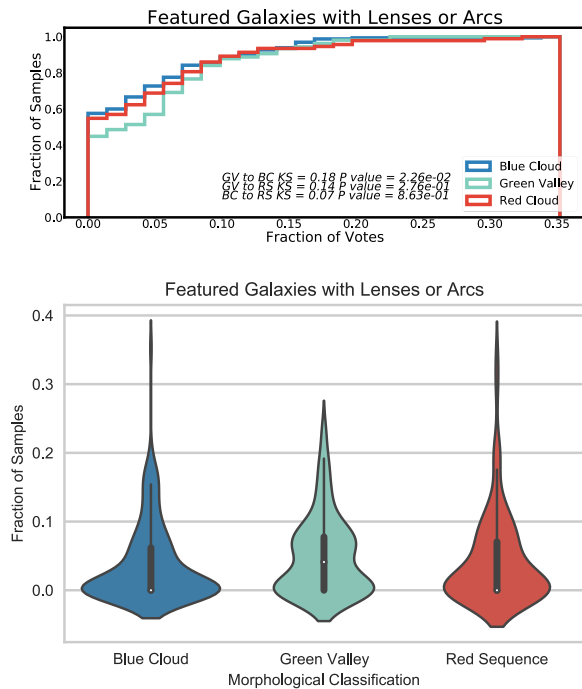 Featured Galaxies with Lenses or Arcs
1.0
0.8
0.6
0.4
0.2
0.0
Fraction of Samples
GV to BC KS = 0.18 P value = 2.26e-02
GV to RS KS = 0.14 P value = 2.76e-01
BC to RS KS = 0.07 P value = 8.63e-01
Blue Cloud
Green Valley
Red Cloud
0.00 0.05 0.10 0.15 0.20 0.25 0.30 0.35
Fraction of Votes
Featured Galaxies with Lenses or Arcs
0.4
0.3
0.2
0.1
0.0
Fraction of Samples
Blue Cloud Green Valley Red Sequence
Morphological Classification